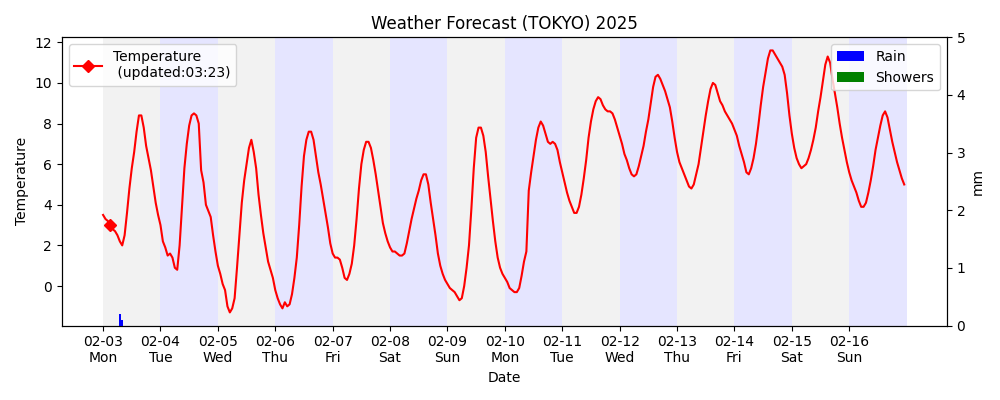 Weather Forecast (TOKYO) 2025
Temperature
(updated:03:23)
Rain
Showers
12
10
8
6
4
2
0
Temperature
5
4
3
2
1
0
mm
02-03 02-04 02-05 02-06 02-07 02-08 02-09 02-10 02-11 02-12 02-13 02-14 02-15 02-16
Mon Tue Wed Thu Fri Sat Sun Mon Tue Wed Thu Fri Sat Sun
Date